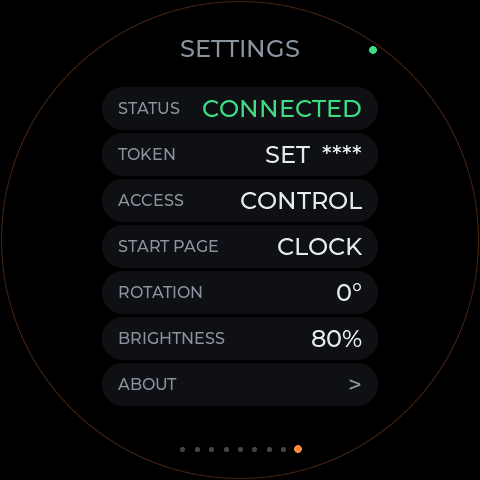 SETTINGS
STATUS CONNECTED
TOKEN SET ****
ACCESS CONTROL
START PAGE CLOCK
ROTATION 0°
BRIGHTNESS 80%
ABOUT >